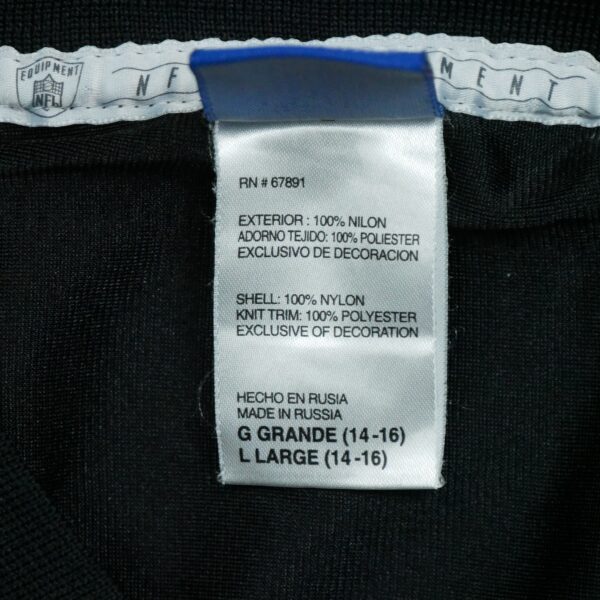 EQUIPMENT
NFL
NF
MENT
RN # 67891
EXTERIOR : 100% NILON
ADORNO TEJIDO: 100% POLIESTER
EXCLUSIVO DE DECORACION
SHELL: 100% NYLON
KNIT TRIM: 100% POLYESTER
EXCLUSIVE OF DECORATION
HECHO EN RUSIA
MADE IN RUSSIA
G GRANDE (14-16)
L LARGE (14-16)